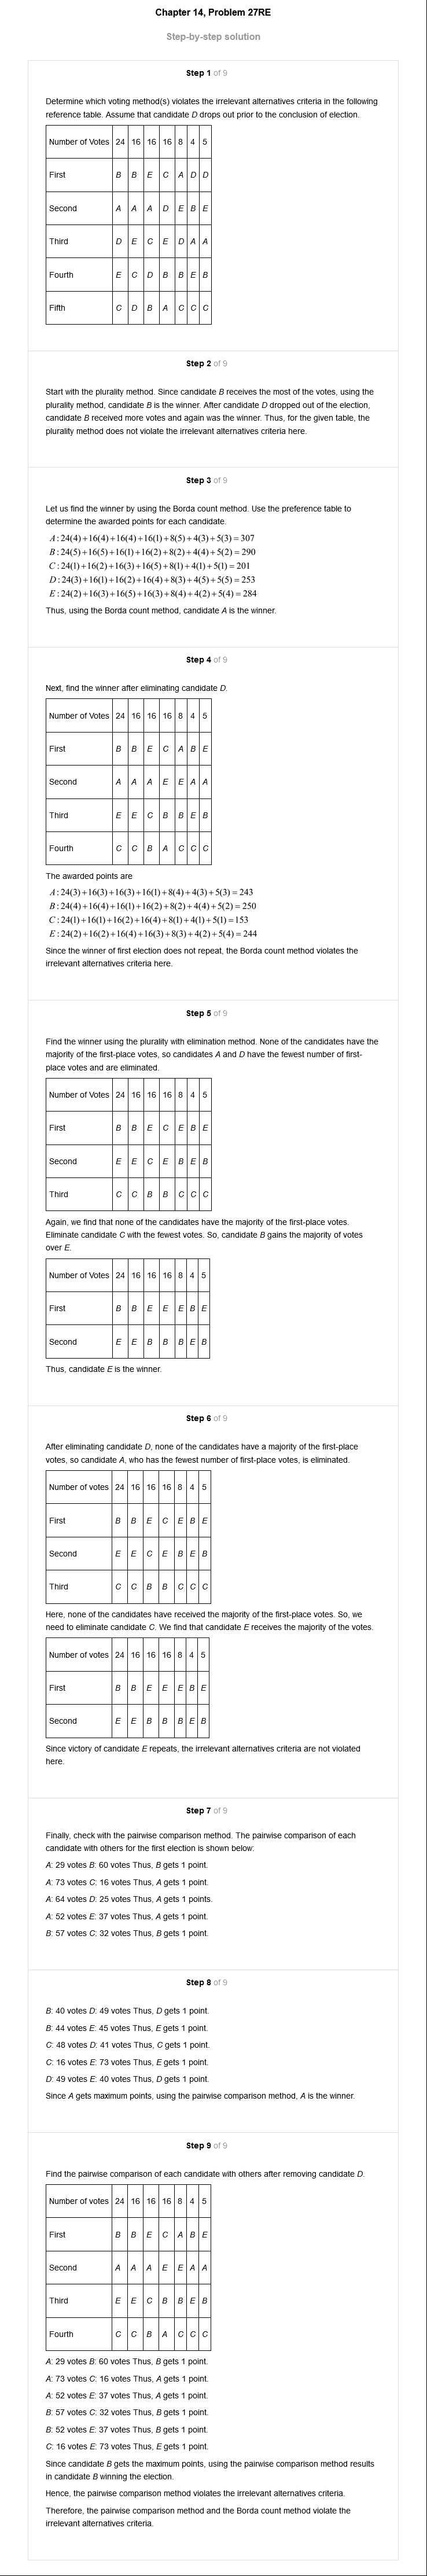 Chapter 14, Problem 27RE
Step-by-step solution
Step 1 of 9
Determine which voting method(s) violates the irrelevant alternatives criteria in the following
reference table. Assume that candidate D drops out prior to the conclusion of election.
Number of Votes 24 16 16 16 8 4 5
First B B E C A D D
Second A A A D E B E
Third D E C E D A A
Fourth E C D B B E B
Fifth C D B A C C C
Step 2 of 9
Start with the plurality method. Since candidate B receives the most of the votes, using the
plurality method, candidate B is the winner. After candidate D dropped out of the election,
candidate B received more votes and again was the winner. Thus, for the given table, the
plurality method does not violate the irrelevant alternatives criteria here.
Step 3 of 9
Let us find the winner by using the Borda count method. Use the preference table to
determine the awarded points for each candidate.
A:24(4)+16(4)+16(4)+16(1)+8(5)+4(3)+5(3)=307
B:24(5)+16(5)+16(1)+16(2)+8(2)+4(4)+5(2)=290
C:24(1)+16(2)+16(3)+16(5)+8(1)+4(1)+5(1)=201
D:24(3)+16(1)+16(2)+16(4)+8(3)+4(5)+5(5)=253
E:24(2)+16(3)+16(5)+16(3)+8(4)+4(2)+5(4)=284
Thus, using the Borda count method, candidate A is the winner.
Step 4 of 9
Next, find the winner after eliminating candidate D.
Number of Votes 24 16 16 16 8 4 5
First B B E C A B E
Second A A A E E A A
Third E E C B B E B
Fourth C C B A C C C
The awarded points are
A:24(3)+16(3)+16(3)+16(1)+8(4)+4(3)+5(3)=243
B:24(4)+16(4)+16(1)+16(2)+8(2)+4(4)+5(2)=250
C:24(1)+16(1)+16(2)+16(4)+8(1)+4(1)+5(1)=153
E:24(2)+16(2)+16(4)+16(3)+8(3)+4(2)+5(4)=244
Since the winner of first election does not repeat, the Borda count method violates the
irrelevant alternatives criteria here.
Step 5 of 9
Find the winner using the plurality with elimination method. None of the candidates have the
majority of the first-place votes, so candidates A and D have the fewest number of first-
place votes and are eliminated.
Number of Votes 24 16 16 16 8 4 5
First B B E C E B E
Second E E C E B E B
Third C C B B C C C
Again, we find that none of the candidates have the majority of the first-place votes.
Eliminate candidate C with the fewest votes. So, candidate B gains the majority of votes
over E.
Number of Votes 24 16 16 16 8 4 5
First B B E E E B E
Second E E B B B E B
Thus, candidate E is the winner.
Step 6 of 9
After eliminating candidate D, none of the candidates have a majority of the first-place
votes, so candidate A, who has the fewest number of first-place votes, is eliminated.
Number of votes 24 16 16 16 8 4 5
First B B E C E B E
Second E E C E B E B
Third C C B B C C C
Here, none of the candidates have received the majority of the first-place votes. So, we
need to eliminate candidate C. We find that candidate E receives the majority of the votes.
Number of votes 24 16 16 16 8 4 5
First B B E E E B E
Second E E B B B E B
Since victory of candidate E repeats, the irrelevant alternatives criteria are not violated
here.
Step 7 of 9
Finally, check with the pairwise comparison method. The pairwise comparison of each
candidate with others for the first election is shown below:
A: 29 votes B: 60 votes Thus, B gets 1 point.
A: 73 votes C: 16 votes Thus, A gets 1 point.
A: 64 votes D: 25 votes Thus, A gets 1 points.
A: 52 votes E: 37 votes Thus, A gets 1 point.
B: 57 votes C: 32 votes Thus, B gets 1 point.
Step 8 of 9
B: 40 votes D: 49 votes Thus, D gets 1 point.
B: 44 votes E: 45 votes Thus, E gets 1 point.
C: 48 votes D: 41 votes Thus, C gets 1 point.
C: 16 votes E: 73 votes Thus, E gets 1 point.
D: 49 votes E: 40 votes Thus, D gets 1 point.
Since A gets maximum points, using the pairwise comparison method, A is the winner.
Step 9 of 9
Find the pairwise comparison of each candidate with others after removing candidate D.
Number of votes 24 16 16 16 8 4 5
First B B E C A B E
Second A A A E E A A
Third E E C B B E B
Fourth C C B A C C C
A: 29 votes B: 60 votes Thus, B gets 1 point.
A: 73 votes C: 16 votes Thus, A gets 1 point.
A: 52 votes E: 37 votes Thus, A gets 1 point.
B: 57 votes C: 32 votes Thus, B gets 1 point.
B: 52 votes E: 37 votes Thus, B gets 1 point.
C: 16 votes E: 73 votes Thus, E gets 1 point.
Since candidate B gets the maximum points, using the pairwise comparison method results
in candidate B winning the election.
Hence, the pairwise comparison method violates the irrelevant alternatives criteria.
Therefore, the pairwise comparison method and the Borda count method violate the
irrelevant alternatives criteria.